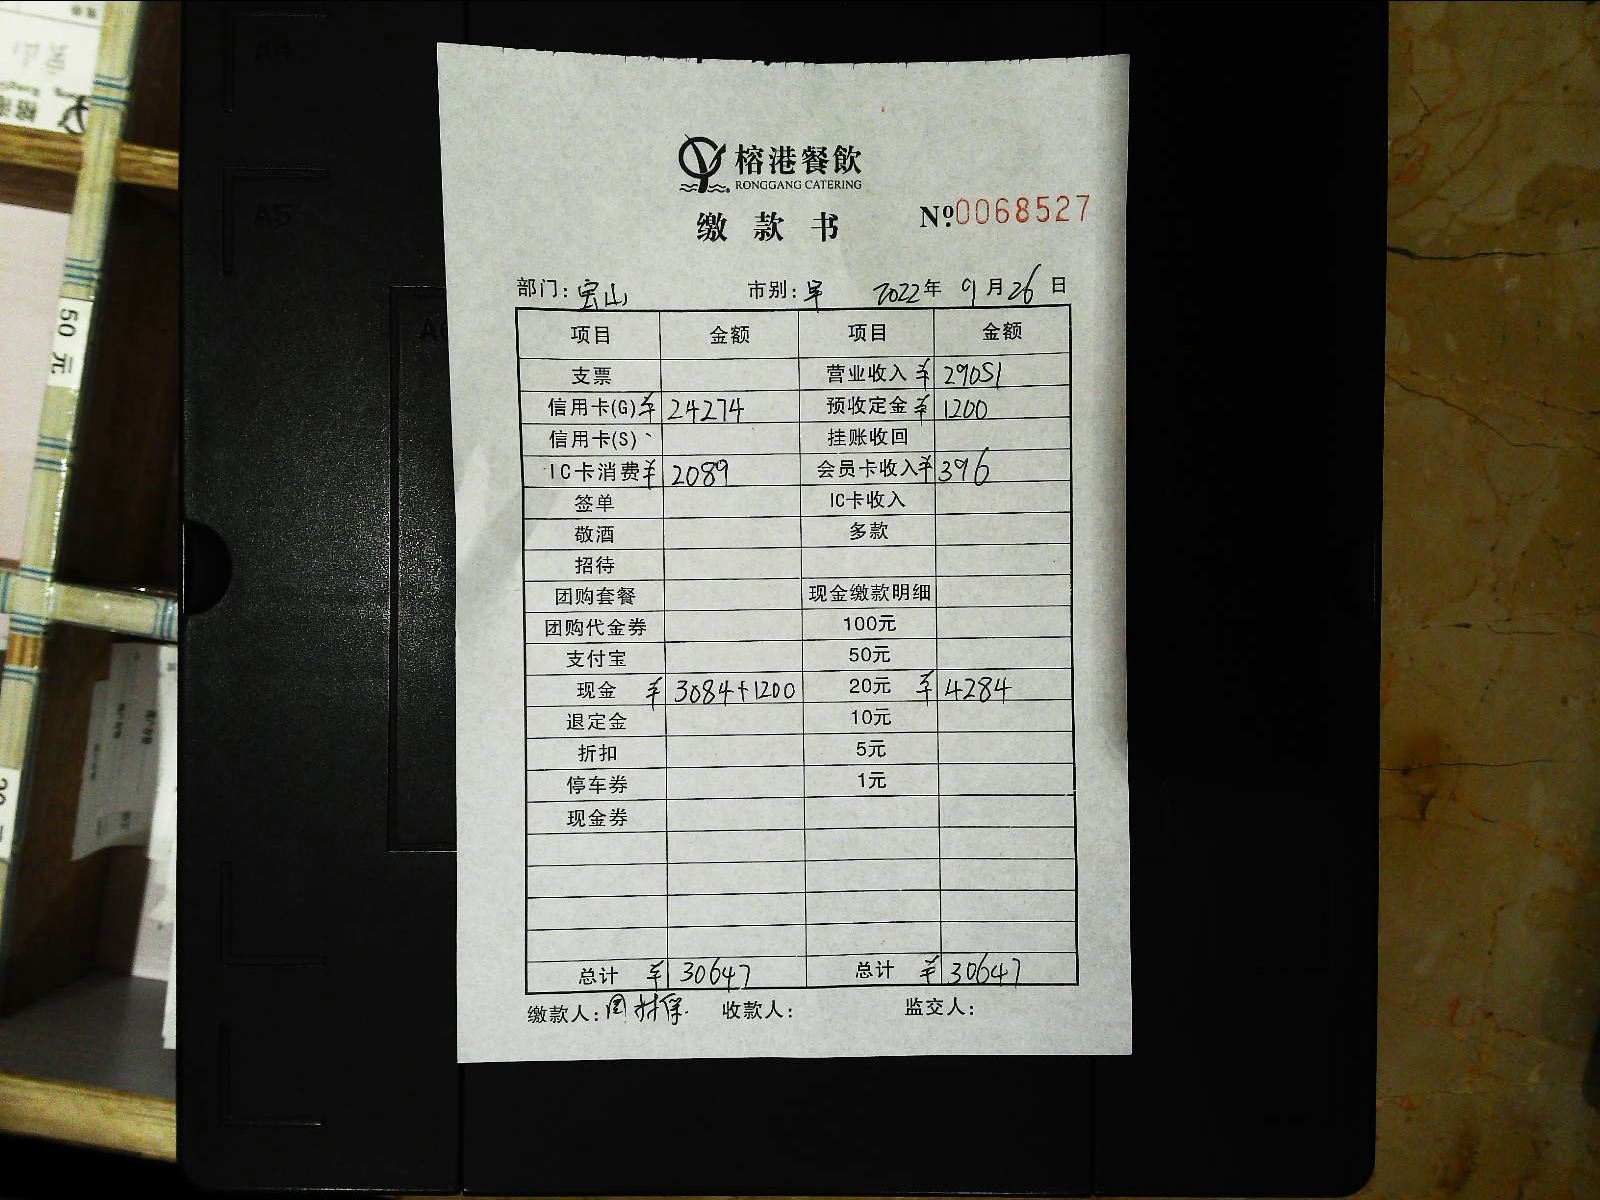 榕港餐飲
RONGGANG CATERING
缴款书 Nº 0068527
部门: 宝山 市别: 早 2022年 9月 26日
项目 金额 项目 金额
支票 营业收入 ¥ 29051
信用卡(G) ¥ 24274 预收定金 ¥ 1200
信用卡(S) 挂账收回
IC卡消费 ¥ 2089 会员卡收入 ¥ 396
签单 IC卡收入
敬酒 多款
招待
团购套餐 现金缴款明细
团购代金券 100元
支付宝 50元
现金 ¥ 3084+1200 20元 ¥ 4284
退定金 10元
折扣 5元
停车券 1元
现金券
总计 ¥ 30647 总计 ¥ 30647
缴款人: 收款人: 监交人:
A4
A5
50元